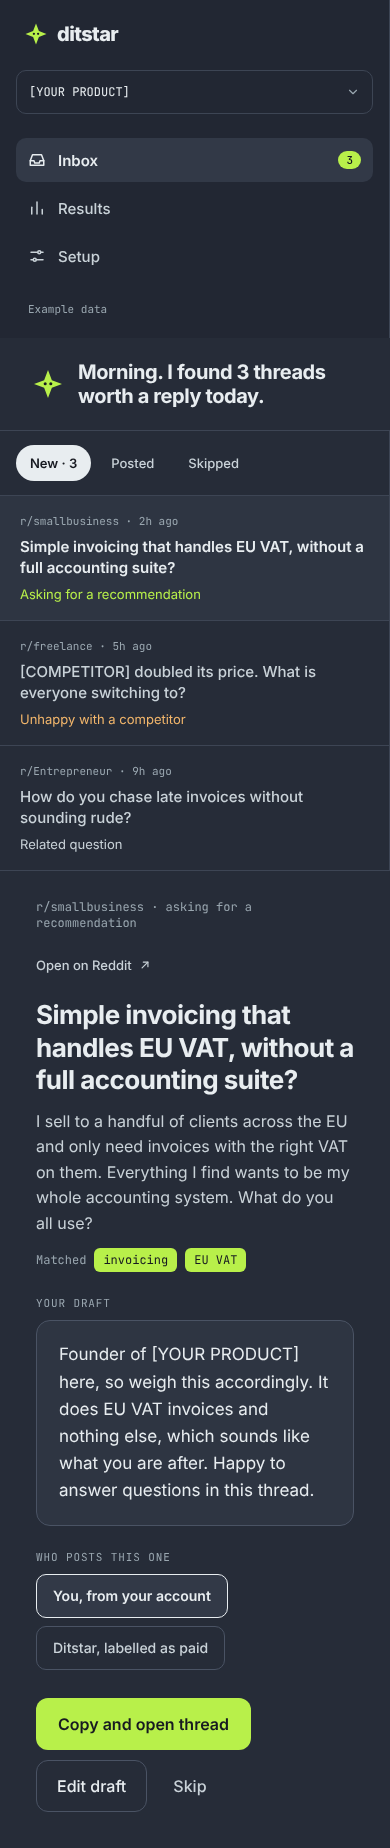 ditstar
[YOUR PRODUCT]
Inbox 3
Results
Setup
Example data
Morning. I found 3 threads
worth a reply today.
New · 3 Posted Skipped
r/smallbusiness · 2h ago
Simple invoicing that handles EU VAT, without a
full accounting suite?
Asking for a recommendation
r/freelance · 5h ago
[COMPETITOR] doubled its price. What is
everyone switching to?
Unhappy with a competitor
r/Entrepreneur · 9h ago
How do you chase late invoices without
sounding rude?
Related question
r/smallbusiness · asking for a
recommendation
Open on Reddit ↗
Simple invoicing that
handles EU VAT, without a
full accounting suite?
I sell to a handful of clients across the EU
and only need invoices with the right VAT
on them. Everything I find wants to be my
whole accounting system. What do you
all use?
Matched invoicing EU VAT
YOUR DRAFT
Founder of [YOUR PRODUCT]
here, so weigh this accordingly. It
does EU VAT invoices and
nothing else, which sounds like
what you are after. Happy to
answer questions in this thread.
WHO POSTS THIS ONE
You, from your account
Ditstar, labelled as paid
Copy and open thread
Edit draft Skip